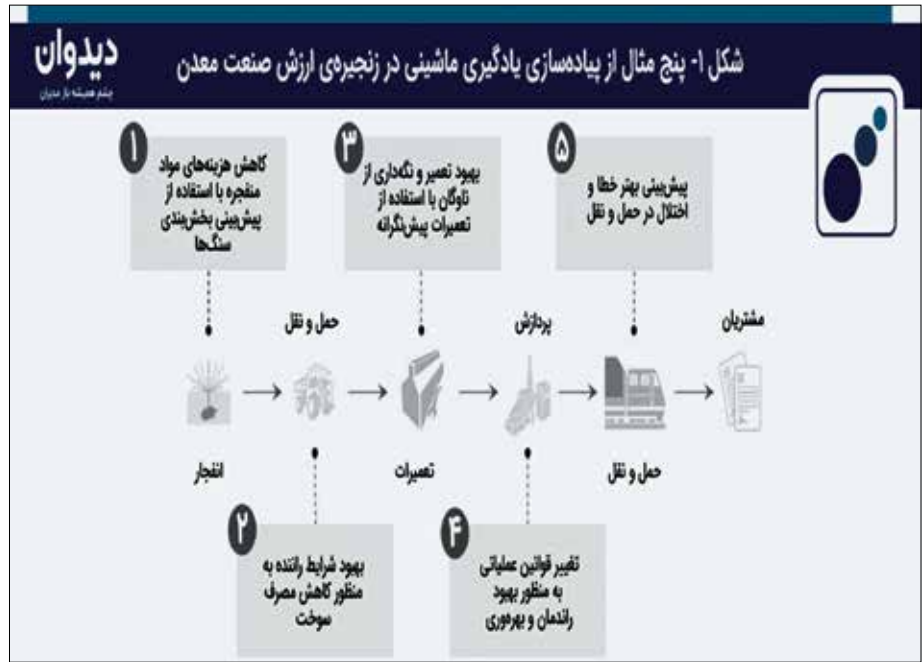 شکل ۱- پنج مثال از پیاده‌سازی یادگیری ماشینی در زنجیره‌ی ارزش صنعت معدن
دیدوان
چشم همیشه باز مدیران
۱
کاهش هزینه‌های مواد
منفجره با استفاده از
پیش‌بینی بخش‌بندی
سنگ‌ها
۳
بهبود تعمیر و نگه‌داری از
ناوگان با استفاده از
تعمیرات پیش‌نگرانه
۵
پیش‌بینی بهتر خطا و
اختلال در حمل و نقل
انفجار
حمل و نقل
تعمیرات
پردازش
حمل و نقل
مشتریان
۲
بهبود شرایط راننده به
منظور کاهش مصرف
سوخت
۴
تغییر قوانین عملیاتی
به منظور بهبود
راندمان و بهره‌وری